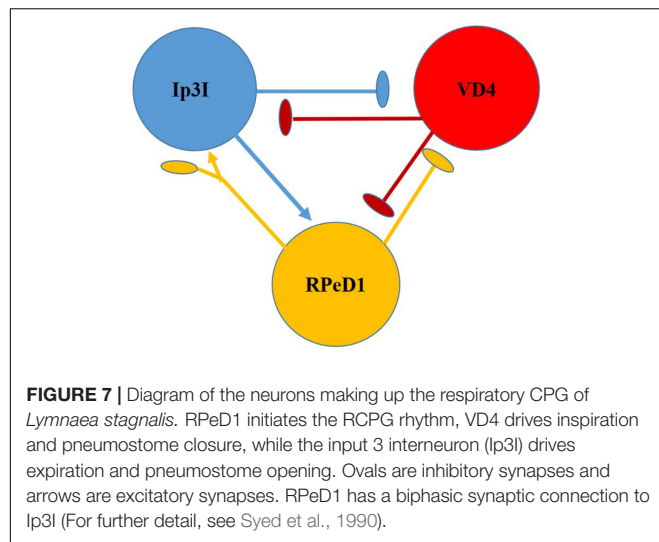 Ip3I
VD4
RPeD1
FIGURE 7 | Diagram of the neurons making up the respiratory CPG of
Lymnaea stagnalis. RPeD1 initiates the RCPG rhythm, VD4 drives inspiration
and pneumostome closure, while the input 3 interneuron (Ip3I) drives
expiration and pneumostome opening. Ovals are inhibitory synapses and
arrows are excitatory synapses. RPeD1 has a biphasic synaptic connection to
Ip3I (For further detail, see Syed et al., 1990).